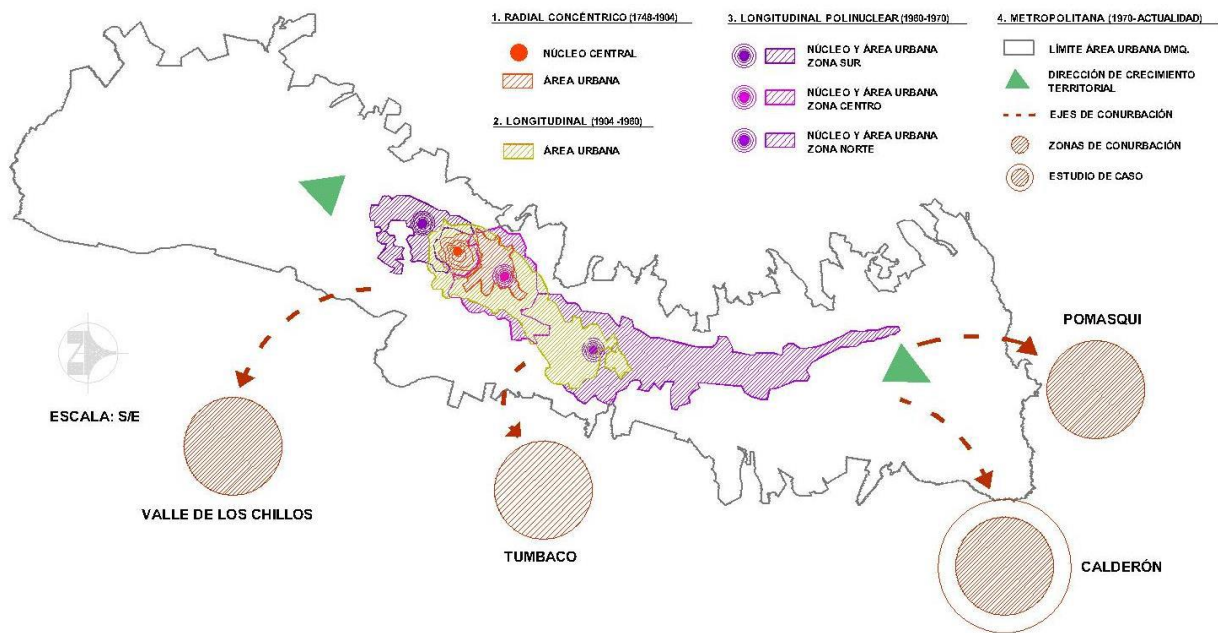 1. RADIAL CONCÉNTRICO (1748-1904)
NÚCLEO CENTRAL
ÁREA URBANA
2. LONGITUDINAL (1904 -1960)
ÁREA URBANA
3. LONGITUDINAL POLINUCLEAR (1960-1970)
NÚCLEO Y ÁREA URBANA
ZONA SUR
NÚCLEO Y ÁREA URBANA
ZONA CENTRO
NÚCLEO Y ÁREA URBANA
ZONA NORTE
4. METROPOLITANA (1970- ACTUALIDAD)
LÍMITE ÁREA URBANA DMQ.
DIRECCIÓN DE CRECIMIENTO
TERRITORIAL
EJES DE CONURBACIÓN
ZONAS DE CONURBACIÓN
ESTUDIO DE CASO
N
ESCALA: S/E
VALLE DE LOS CHILLOS
TUMBACO
POMASQUI
CALDERÓN